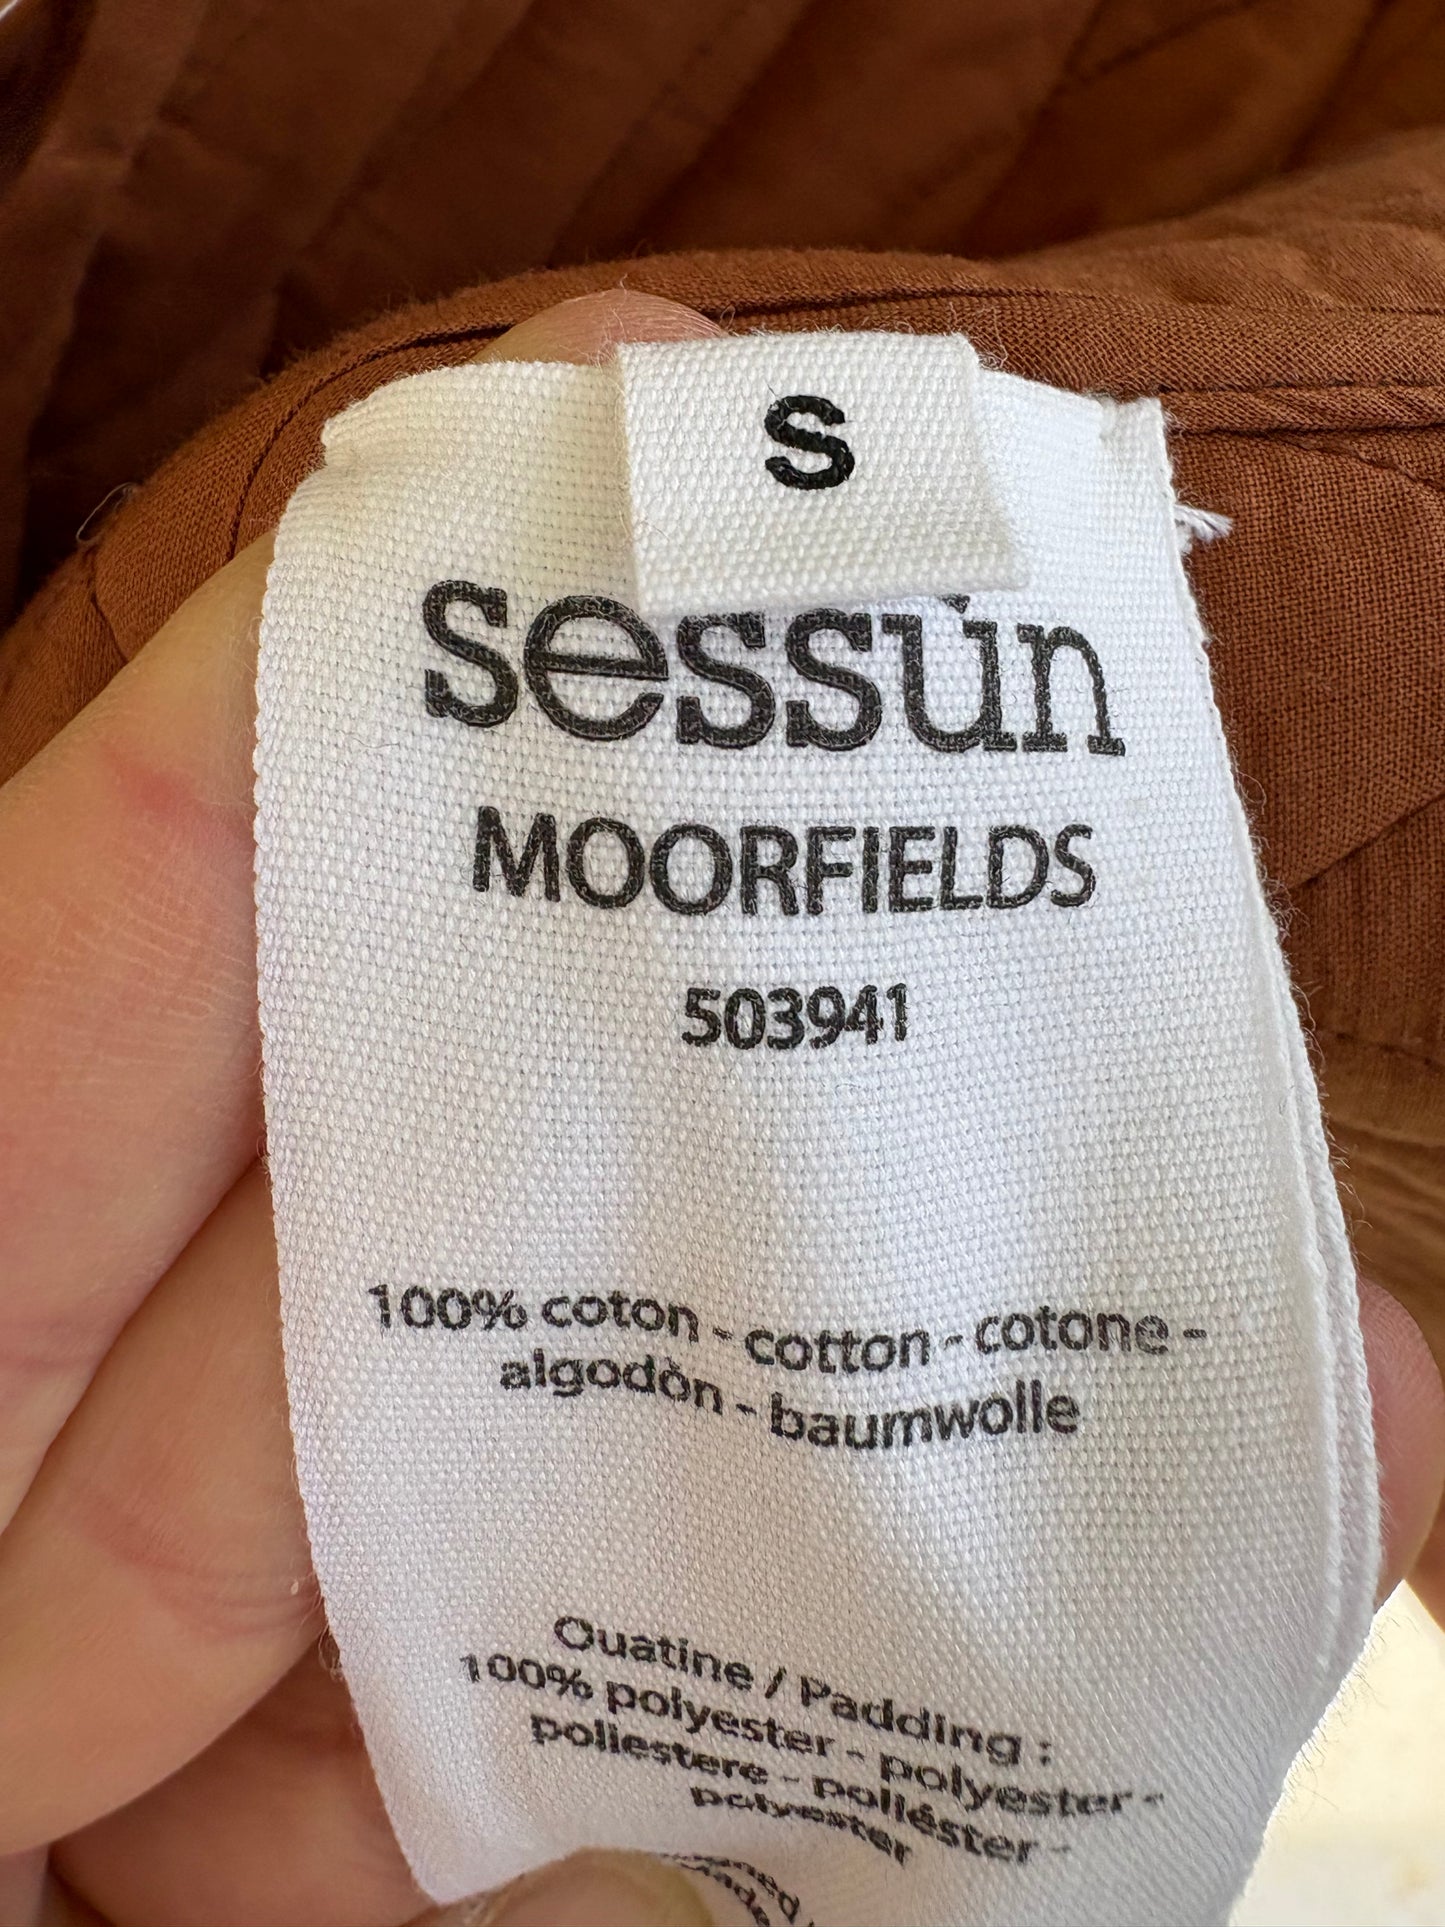 S
sessùn
MOORFIELDS
503941
100% coton - cotton - cotone -
algodòn - baumwolle
Ouatine / Padding :
100% polyester - polyester -
poliestere - poliéster -
polyester